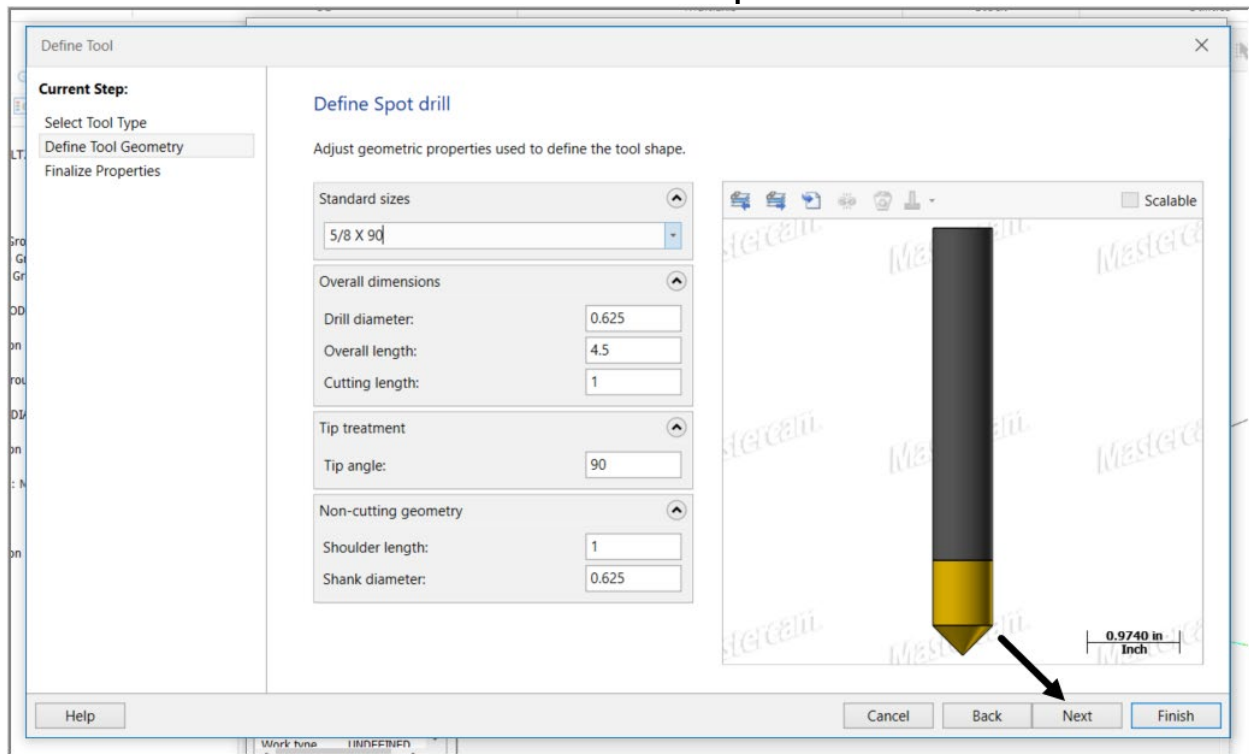 Define Tool
Current Step:
Select Tool Type
Define Tool Geometry
Finalize Properties
Define Spot drill
Adjust geometric properties used to define the tool shape.
Standard sizes
5/8 X 90
Overall dimensions
Drill diameter: 0.625
Overall length: 4.5
Cutting length: 1
Tip treatment
Tip angle: 90
Non-cutting geometry
Shoulder length: 1
Shank diameter: 0.625
Scalable
Mastercam
0.9740 in
Inch
Help
Cancel
Back
Next
Finish
Work type UNDEFINED